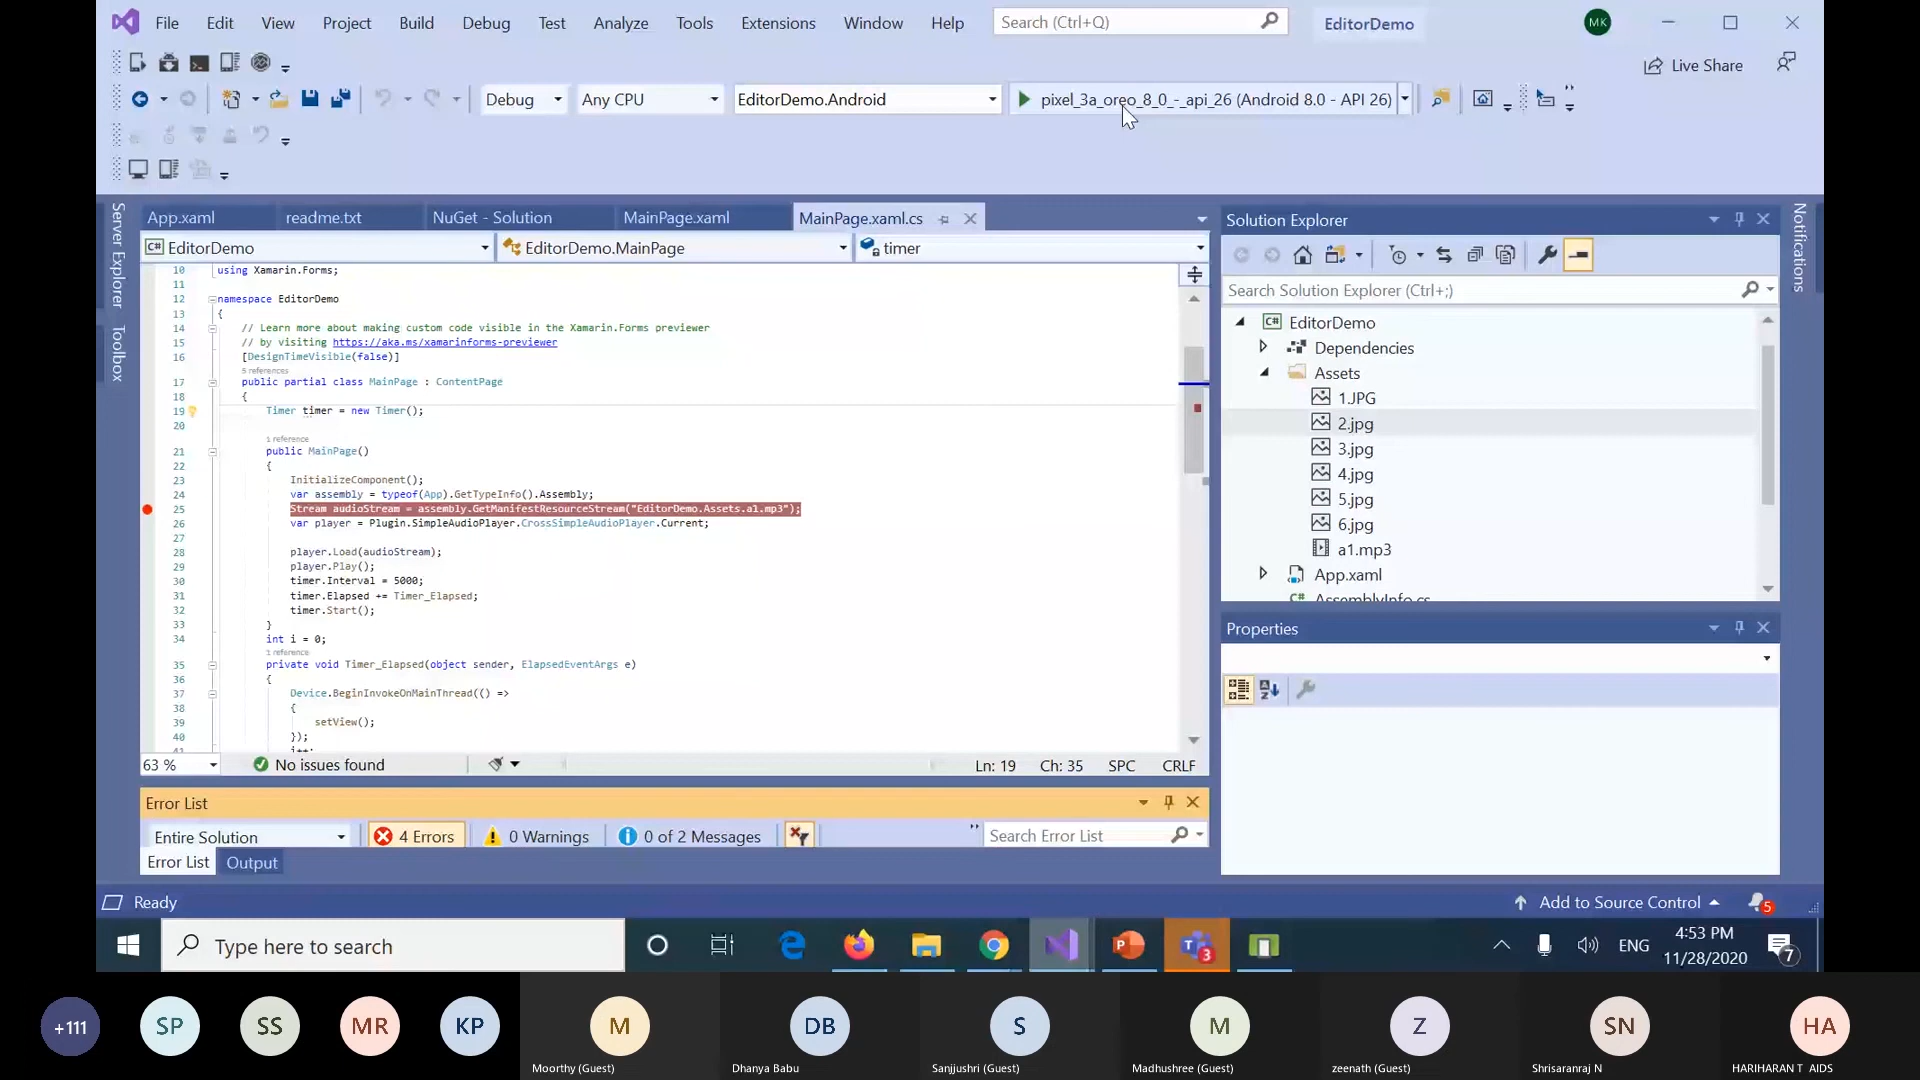 File Edit View Project Build Debug Test Analyze Tools Extensions Window Help Search (Ctrl+Q) EditorDemo MK
Live Share
Debug Any CPU EditorDemo.Android pixel_3a_oreo_8_0_-_api_26 (Android 8.0 - API 26)
Server Explorer
Toolbox
App.xaml readme.txt NuGet - Solution MainPage.xaml MainPage.xaml.cs
EditorDemo EditorDemo.MainPage timer
10 using Xamarin.Forms;
11
12 namespace EditorDemo
13 {
14 // Learn more about making custom code visible in the Xamarin.Forms previewer
15 // by visiting https://aka.ms/xamarinforms-previewer
16 [DesignTimeVisible(false)]
5 references
17 public partial class MainPage : ContentPage
18 {
19 Timer timer = new Timer();
20
1 reference
21 public MainPage()
22 {
23 InitializeComponent();
24 var assembly = typeof(App).GetTypeInfo().Assembly;
25 Stream audioStream = assembly.GetManifestResourceStream("EditorDemo.Assets.a1.mp3");
26 var player = Plugin.SimpleAudioPlayer.CrossSimpleAudioPlayer.Current;
27
28 player.Load(audioStream);
29 player.Play();
30 timer.Interval = 5000;
31 timer.Elapsed += Timer_Elapsed;
32 timer.Start();
33 }
34 int i = 0;
1 reference
35 private void Timer_Elapsed(object sender, ElapsedEventArgs e)
36 {
37 Device.BeginInvokeOnMainThread(() =>
38 {
39 setView();
40 });
41 i++;
63 % No issues found Ln: 19 Ch: 35 SPC CRLF
Error List
Entire Solution 4 Errors 0 Warnings 0 of 2 Messages Search Error List
Error List Output
Solution Explorer
Search Solution Explorer (Ctrl+;)
EditorDemo
Dependencies
Assets
1.JPG
2.jpg
3.jpg
4.jpg
5.jpg
6.jpg
a1.mp3
App.xaml
AssemblyInfo.cs
Properties
Notifications
Ready Add to Source Control 5
Type here to search 3 ENG 4:53 PM
11/28/2020 7
+111 SP SS MR KP M DB S M Z SN HA
Moorthy (Guest) Dhanya Babu Sanjjushri (Guest) Madhushree (Guest) zeenath (Guest) Shrisaranraj N HARIHARAN T AIDS